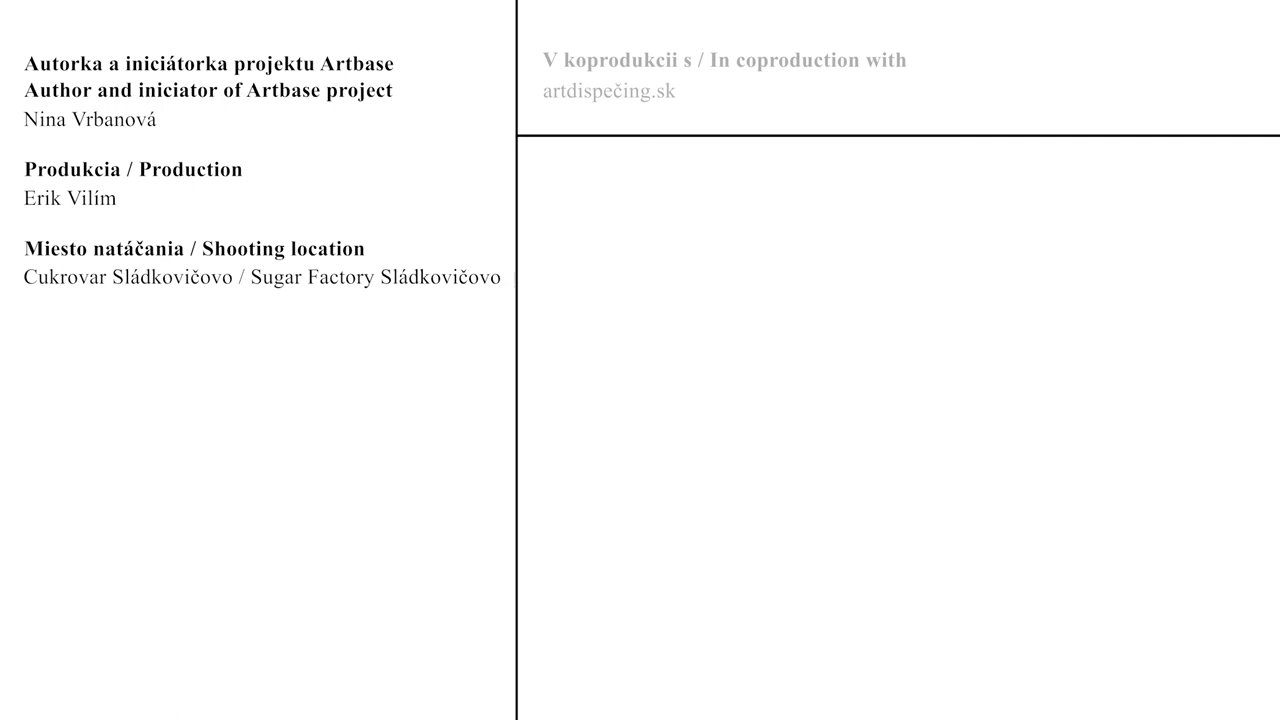 Autorka a iniciátorka projektu Artbase
Author and iniciator of Artbase project
Nina Vrbanová
Produkcia / Production
Erik Vilím
Miesto natáčania / Shooting location
Cukrovar Sládkovičovo / Sugar Factory Sládkovičovo
V koprodukcii s / In coproduction with
artdispečing.sk